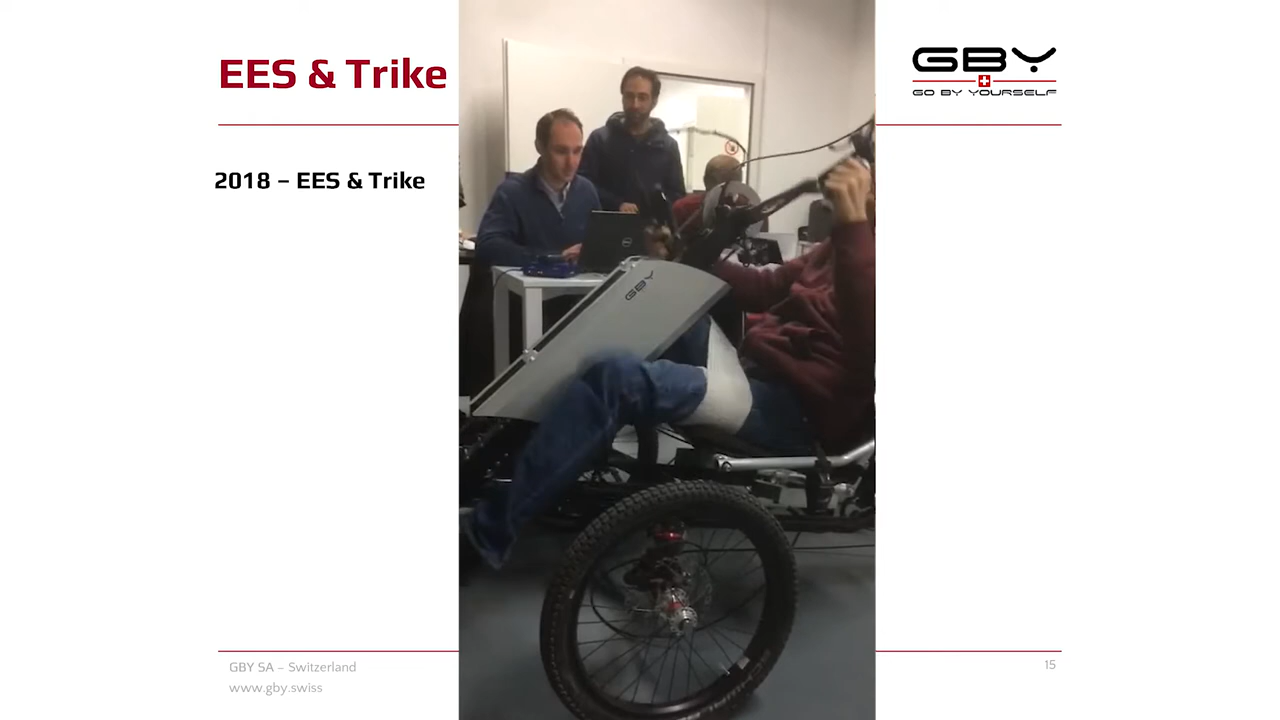 EES & Trike
GBY
GO BY YOURSELF
2018 – EES & Trike
GBY
GBY SA – Switzerland
www.gby.swiss
15